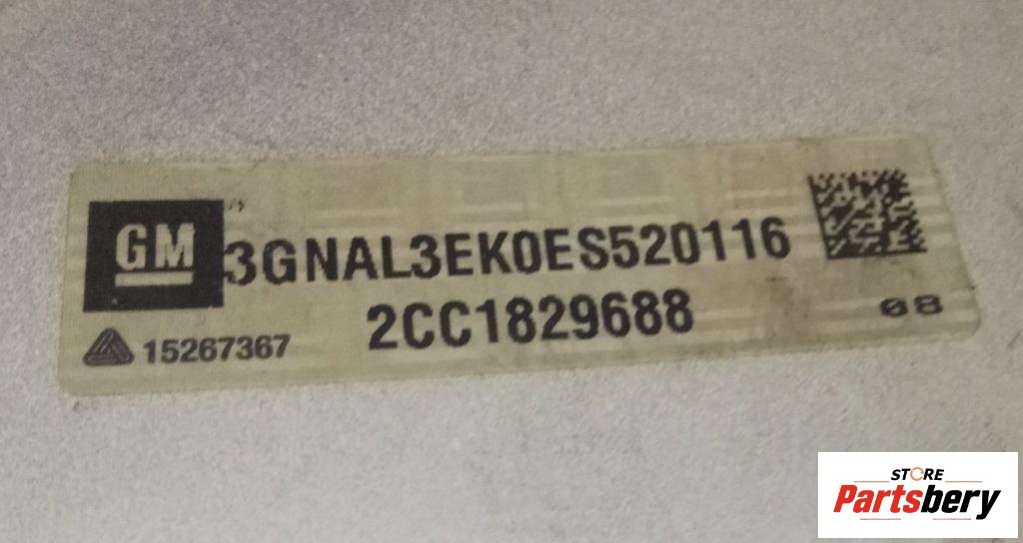 GM
3GNAL3EK0ES520116
2CC1829688
15267367
08
STORE
Partsbery